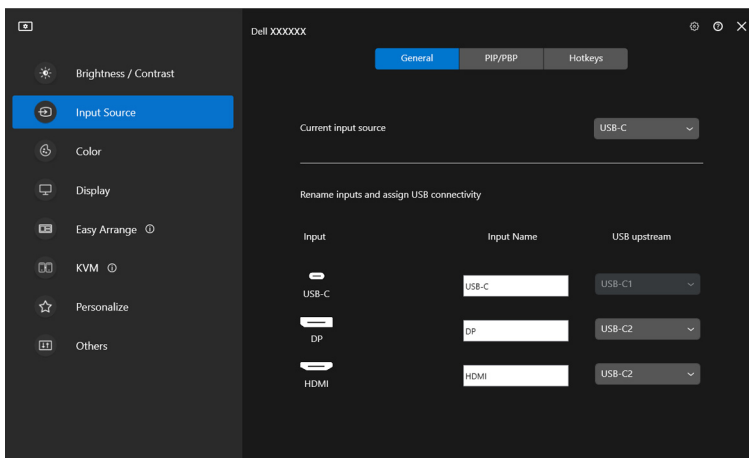 Dell XXXXXX
General PIP/PBP Hotkeys
Brightness / Contrast
Input Source
Color
Display
Easy Arrange
KVM
Personalize
Others
Current input source USB-C
Rename inputs and assign USB connectivity
Input Input Name USB upstream
USB-C USB-C USB-C1
DP DP USB-C2
HDMI HDMI USB-C2